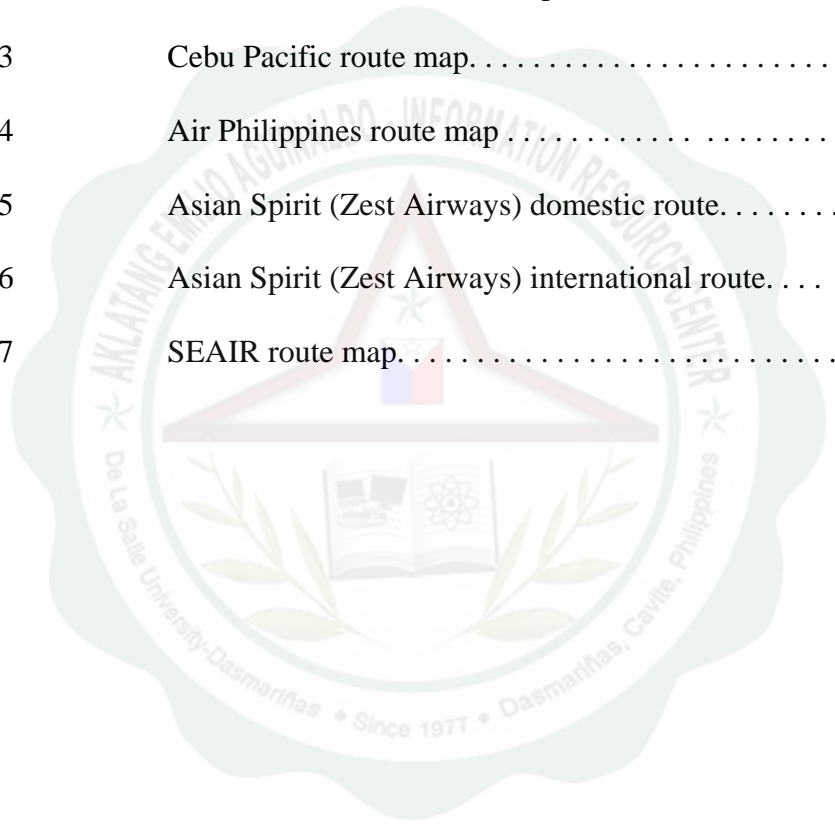 3 Cebu Pacific route map. . . . . . . . . . . . . . . . . . . . . . .
4 Air Philippines route map . . . . . . . . . . . . . . . . . . . .
5 Asian Spirit (Zest Airways) domestic route. . . . . . . . .
6 Asian Spirit (Zest Airways) international route. . . .
7 SEAIR route map. . . . . . . . . . . . . . . . . . . . . . . . . . . .
AKLATANG EMILIO AGUINALDO - INFORMATION RESOURCE CENTER
De La Salle University-Dasmariñas • Since 1977 • Dasmariñas, Cavite, Philippines